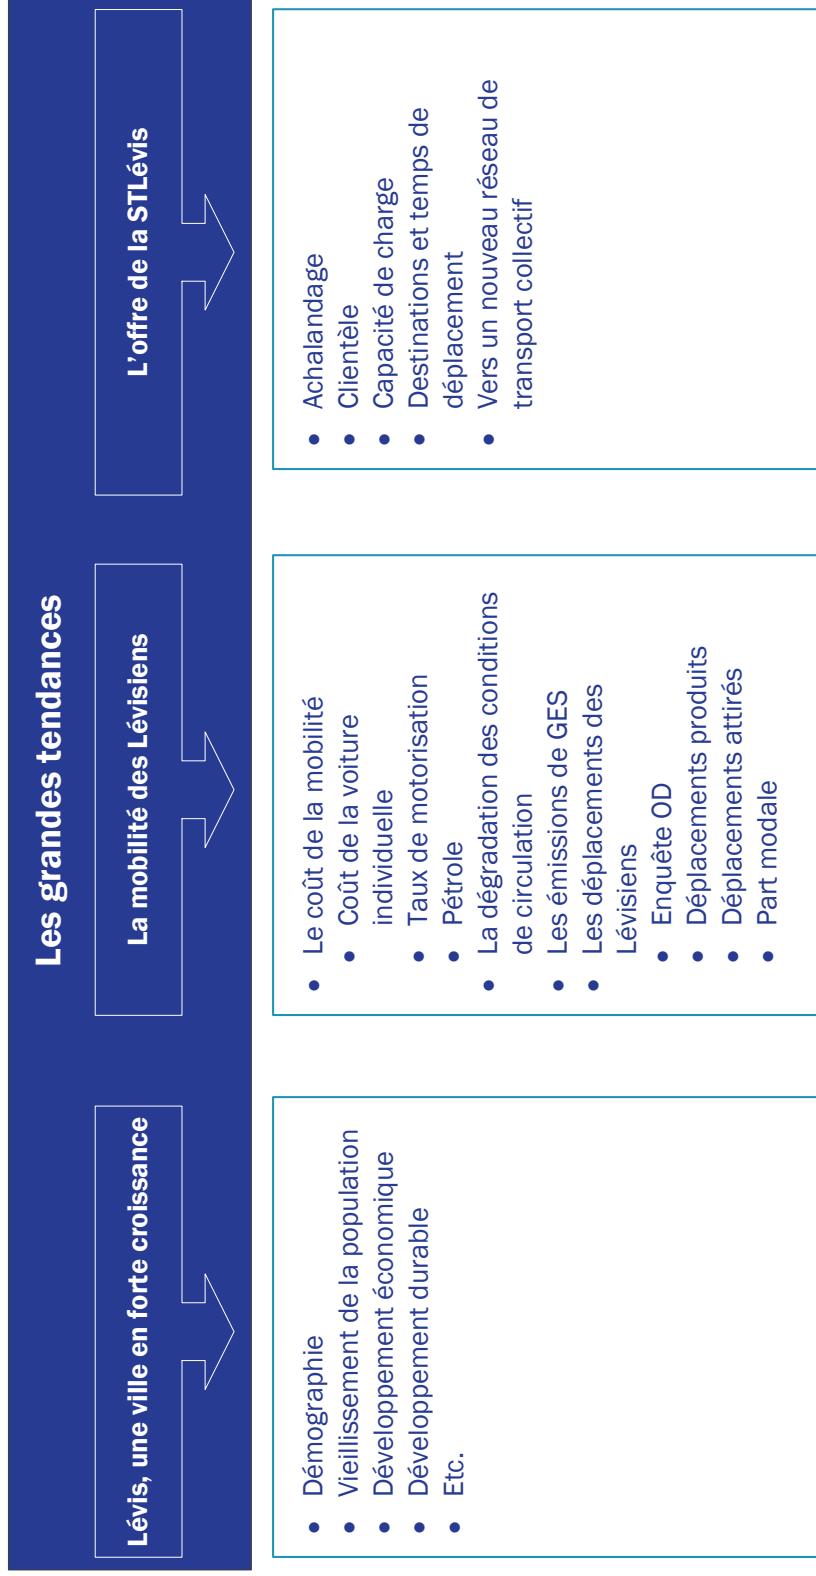 Les grandes tendances
Lévis, une ville en forte croissance
• Démographie
• Vieillissement de la population
• Développement économique
• Développement durable
• Etc.
La mobilité des Lévisiens
• Le coût de la mobilité
• Coût de la voiture
individuelle
• Taux de motorisation
• Pétrole
• La dégradation des conditions
de circulation
• Les émissions de GES
• Les déplacements des
Lévisiens
• Enquête OD
• Déplacements produits
• Déplacements attirés
• Part modale
L'offre de la STLévis
• Achalandage
• Clientèle
• Capacité de charge
• Destinations et temps de
déplacement
• Vers un nouveau réseau de
transport collectif